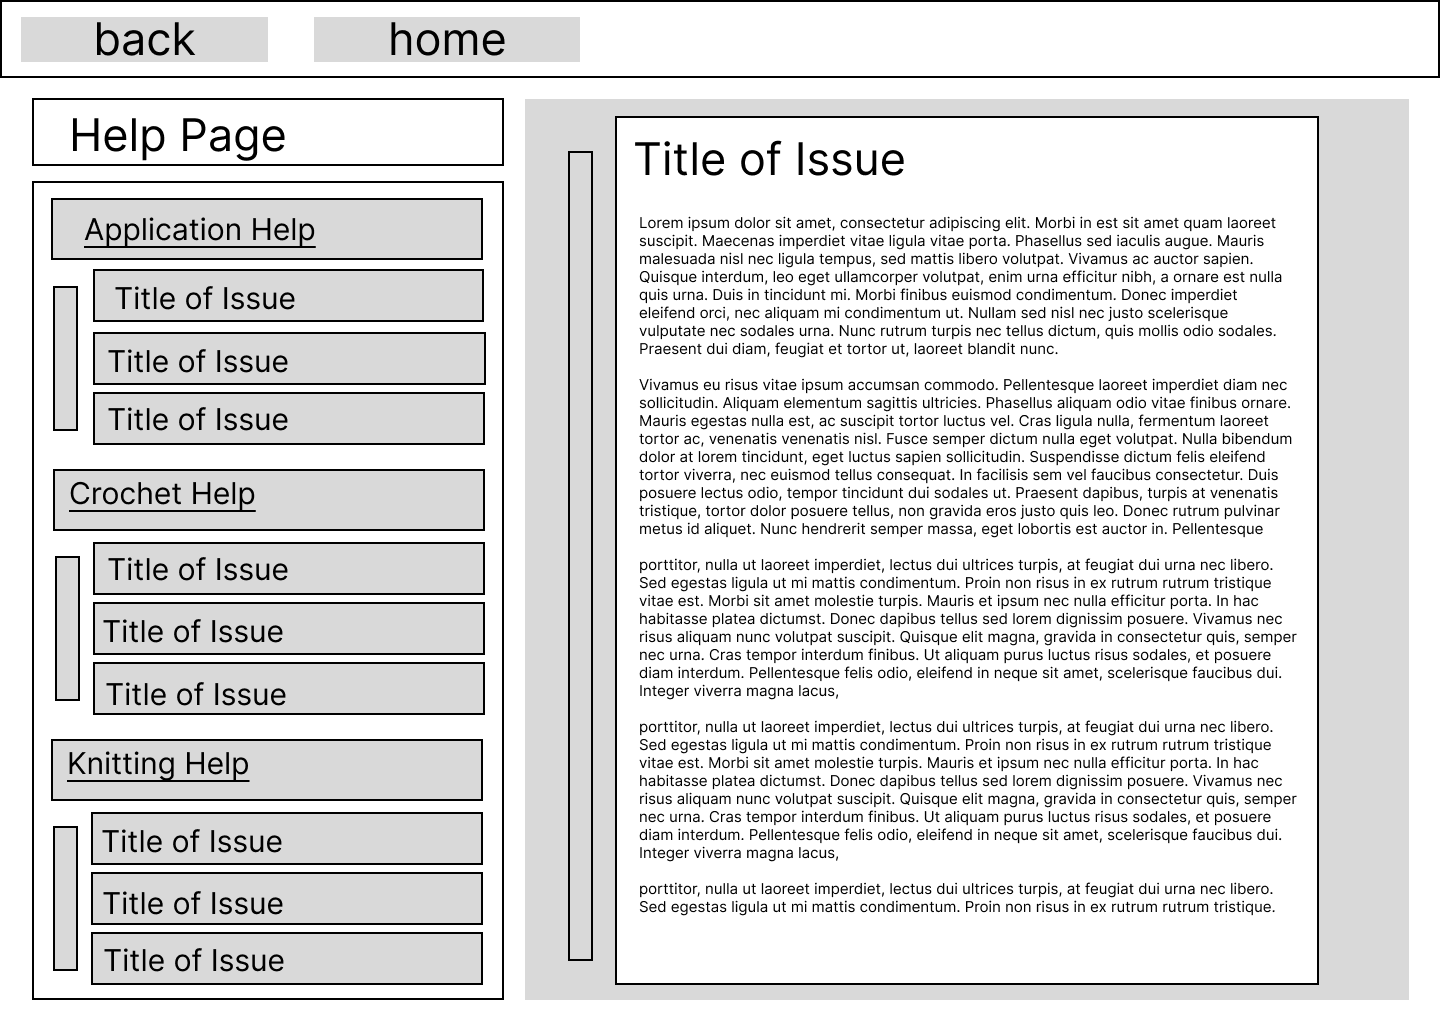 back
home
Help Page
Application Help
Title of Issue
Title of Issue
Title of Issue
Crochet Help
Title of Issue
Title of Issue
Title of Issue
Knitting Help
Title of Issue
Title of Issue
Title of Issue
Title of Issue
Lorem ipsum dolor sit amet, consectetur adipiscing elit. Morbi in est sit amet quam laoreet
suscipit. Maecenas imperdiet vitae ligula vitae porta. Phasellus sed iaculis augue. Mauris
malesuada nisl nec ligula tempus, sed mattis libero volutpat. Vivamus ac auctor sapien.
Quisque interdum, leo eget ullamcorper volutpat, enim urna efficitur nibh, a ornare est nulla
quis urna. Duis in tincidunt mi. Morbi finibus euismod condimentum. Donec imperdiet
eleifend orci, nec aliquam mi condimentum ut. Nullam sed nisl nec justo scelerisque
vulputate nec sodales urna. Nunc rutrum turpis nec tellus dictum, quis mollis odio sodales.
Praesent dui diam, feugiat et tortor ut, laoreet blandit nunc.
Vivamus eu risus vitae ipsum accumsan commodo. Pellentesque laoreet imperdiet diam nec
sollicitudin. Aliquam elementum sagittis ultricies. Phasellus aliquam odio vitae finibus ornare.
Mauris egestas nulla est, ac suscipit tortor luctus vel. Cras ligula nulla, fermentum laoreet
tortor ac, venenatis venenatis nisl. Fusce semper dictum nulla eget volutpat. Nulla bibendum
dolor at lorem tincidunt, eget luctus sapien sollicitudin. Suspendisse dictum felis eleifend
tortor viverra, nec euismod tellus consequat. In facilisis sem vel faucibus consectetur. Duis
posuere lectus odio, tempor tincidunt dui sodales ut. Praesent dapibus, turpis at venenatis
tristique, tortor dolor posuere tellus, non gravida eros justo quis leo. Donec rutrum pulvinar
metus id aliquet. Nunc hendrerit semper massa, eget lobortis est auctor in. Pellentesque
porttitor, nulla ut laoreet imperdiet, lectus dui ultrices turpis, at feugiat dui urna nec libero.
Sed egestas ligula ut mi mattis condimentum. Proin non risus in ex rutrum rutrum tristique
vitae est. Morbi sit amet molestie turpis. Mauris et ipsum nec nulla efficitur porta. In hac
habitasse platea dictumst. Donec dapibus tellus sed lorem dignissim posuere. Vivamus nec
risus aliquam nunc volutpat suscipit. Quisque elit magna, gravida in consectetur quis, semper
nec urna. Cras tempor interdum finibus. Ut aliquam purus luctus risus sodales, et posuere
diam interdum. Pellentesque felis odio, eleifend in neque sit amet, scelerisque faucibus dui.
Integer viverra magna lacus,
porttitor, nulla ut laoreet imperdiet, lectus dui ultrices turpis, at feugiat dui urna nec libero.
Sed egestas ligula ut mi mattis condimentum. Proin non risus in ex rutrum rutrum tristique
vitae est. Morbi sit amet molestie turpis. Mauris et ipsum nec nulla efficitur porta. In hac
habitasse platea dictumst. Donec dapibus tellus sed lorem dignissim posuere. Vivamus nec
risus aliquam nunc volutpat suscipit. Quisque elit magna, gravida in consectetur quis, semper
nec urna. Cras tempor interdum finibus. Ut aliquam purus luctus risus sodales, et posuere
diam interdum. Pellentesque felis odio, eleifend in neque sit amet, scelerisque faucibus dui.
Integer viverra magna lacus,
porttitor, nulla ut laoreet imperdiet, lectus dui ultrices turpis, at feugiat dui urna nec libero.
Sed egestas ligula ut mi mattis condimentum. Proin non risus in ex rutrum rutrum tristique.